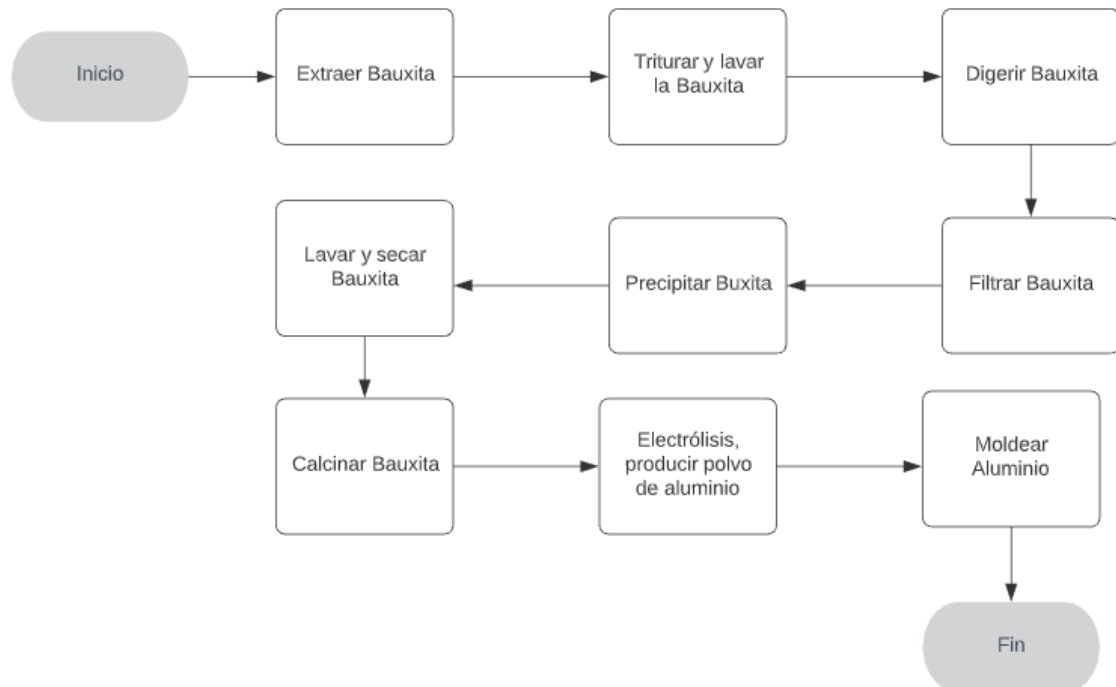 Inicio
Extraer Bauxita
Triturar y lavar
la Bauxita
Digerir Bauxita
Filtrar Bauxita
Precipitar Buxita
Lavar y secar
Bauxita
Calcinar Bauxita
Electrólisis,
producir polvo
de aluminio
Moldear
Aluminio
Fin